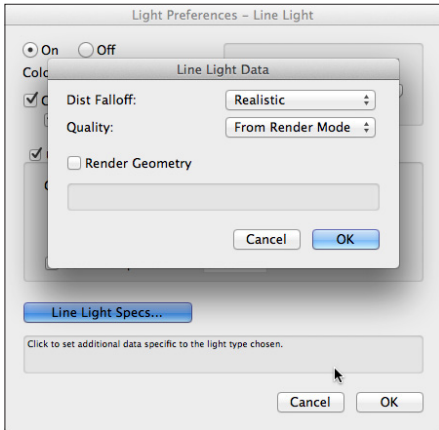 Light Preferences – Line Light
On Off
Line Light Data
Dist Falloff: Realistic
Quality: From Render Mode
Render Geometry
Cancel OK
Line Light Specs...
Click to set additional data specific to the light type chosen.
Cancel OK